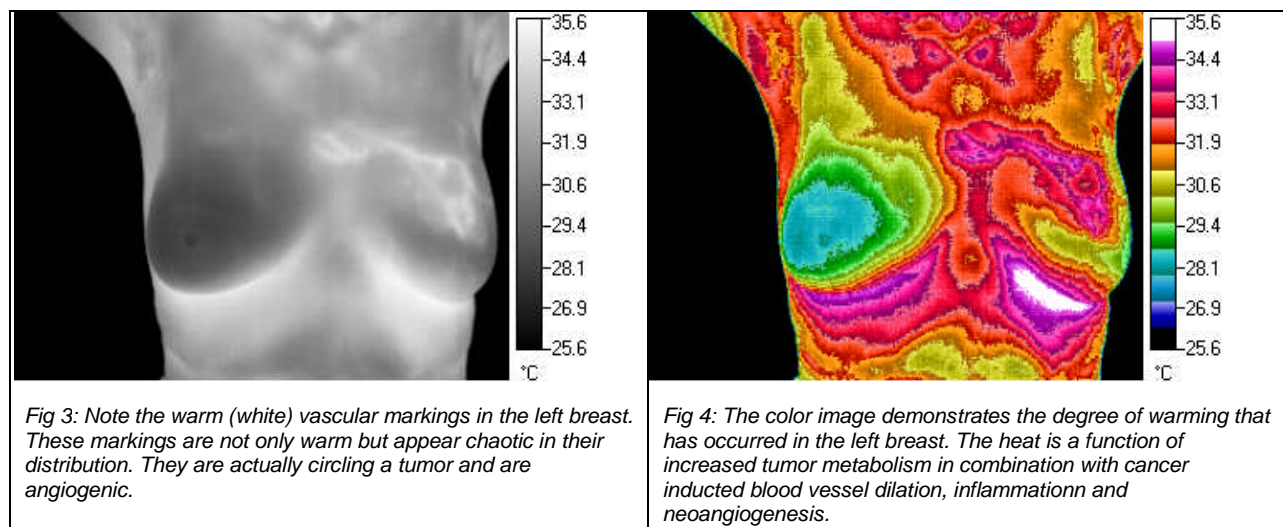 35.6
34.4
33.1
31.9
30.6
29.4
28.1
26.9
25.6
°C
35.6
34.4
33.1
31.9
30.6
29.4
28.1
26.9
25.6
°C
Fig 3: Note the warm (white) vascular markings in the left breast.
These markings are not only warm but appear chaotic in their
distribution. They are actually circling a tumor and are
angiogenic.
Fig 4: The color image demonstrates the degree of warming that
has occurred in the left breast. The heat is a function of
increased tumor metabolism in combination with cancer
inducted blood vessel dilation, inflammationn and
neoangiogenesis.